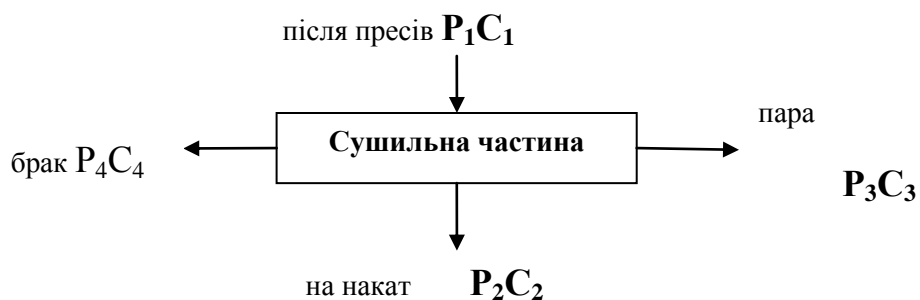 після пресів P₁C₁
пара
Сушильна частина
брак P₄C₄
P₃C₃
на накат P₂C₂